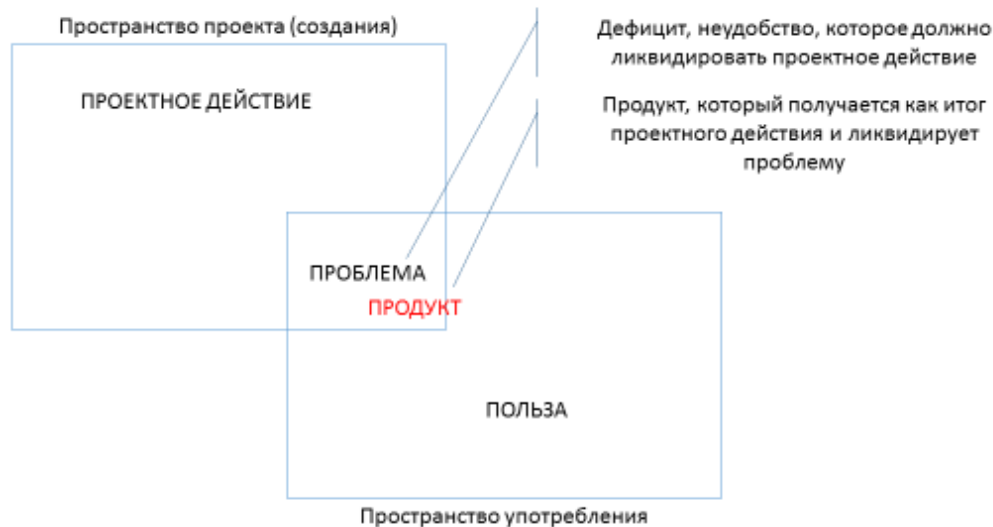 Пространство проекта (создания)
Дефицит, неудобство, которое должно
ликвидировать проектное действие
ПРОЕКТНОЕ ДЕЙСТВИЕ
Продукт, который получается как итог
проектного действия и ликвидирует
проблему
ПРОБЛЕМА
ПРОДУКТ
ПОЛЬЗА
Пространство употребления